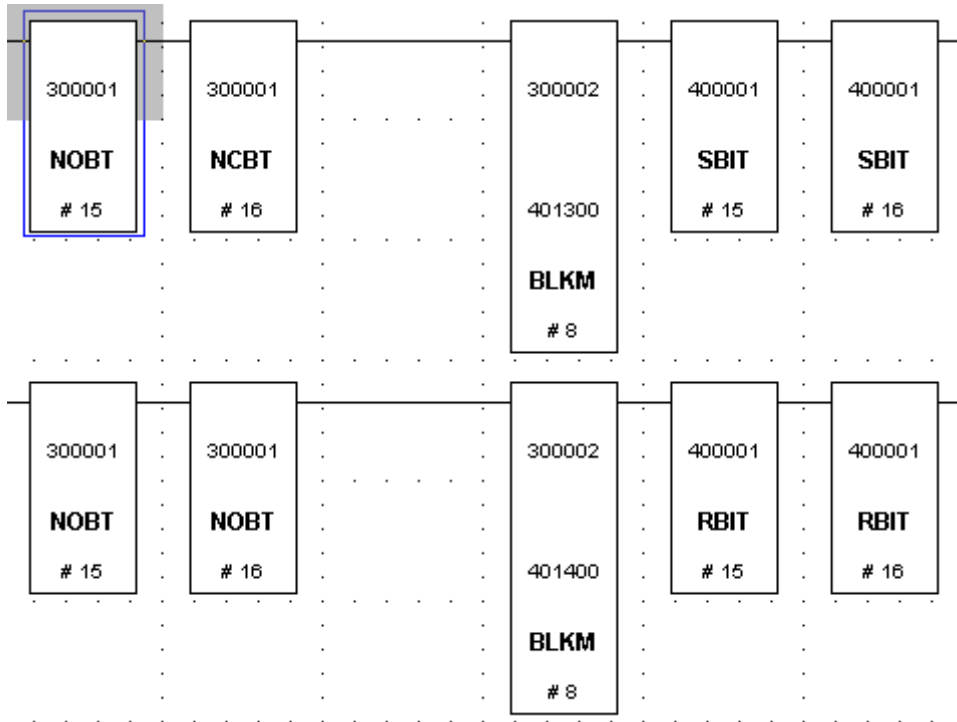 300001 300001 300002 400001 400001
NOBT NCBT SBIT SBIT
# 15 # 16 401300 # 15 # 16
BLKM
# 8
300001 300001 300002 400001 400001
NOBT NOBT RBIT RBIT
# 15 # 16 401400 # 15 # 16
BLKM
# 8